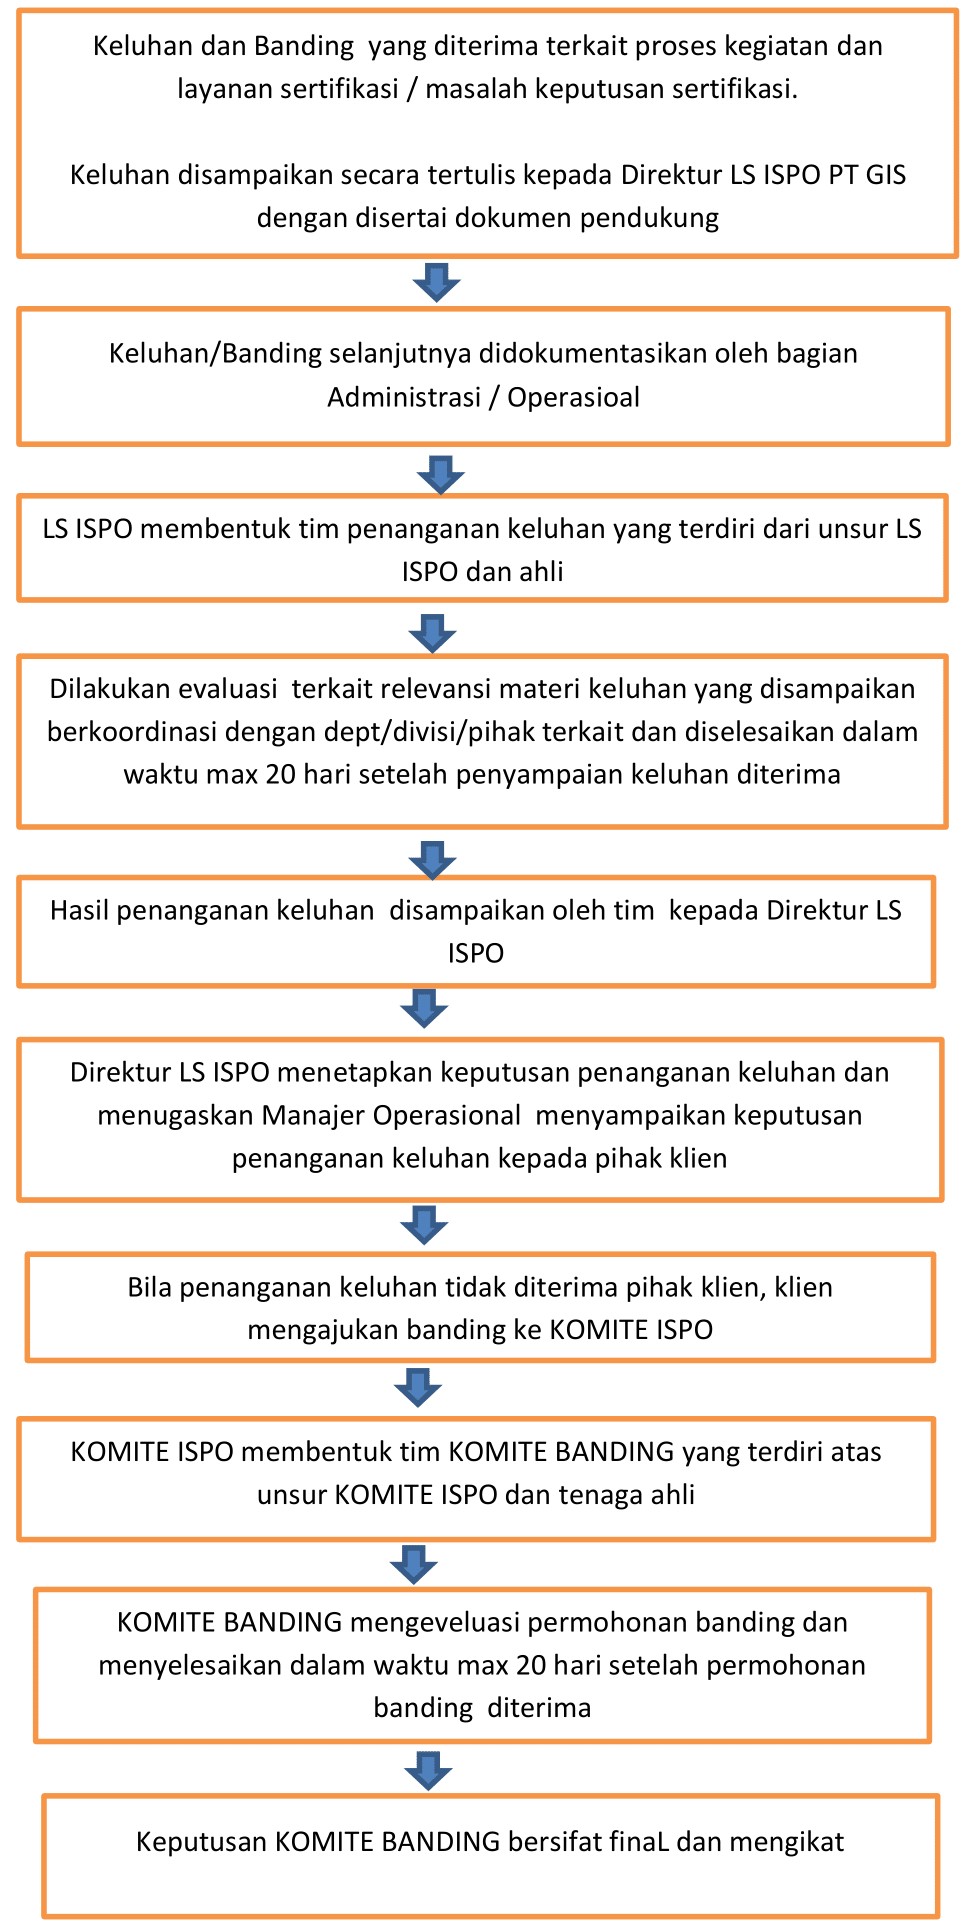 Keluhan dan Banding  yang diterima terkait proses kegiatan dan
layanan sertifikasi / masalah keputusan sertifikasi.
Keluhan disampaikan secara tertulis kepada Direktur LS ISPO PT GIS
dengan disertai dokumen pendukung
Keluhan/Banding selanjutnya didokumentasikan oleh bagian
Administrasi / Operasioal
LS ISPO membentuk tim penanganan keluhan yang terdiri dari unsur LS
ISPO dan ahli
Dilakukan evaluasi  terkait relevansi materi keluhan yang disampaikan
berkoordinasi dengan dept/divisi/pihak terkait dan diselesaikan dalam
waktu max 20 hari setelah penyampaian keluhan diterima
Hasil penanganan keluhan  disampaikan oleh tim  kepada Direktur LS
ISPO
Direktur LS ISPO menetapkan keputusan penanganan keluhan dan
menugaskan Manajer Operasional  menyampaikan keputusan
penanganan keluhan kepada pihak klien
Bila penanganan keluhan tidak diterima pihak klien, klien
mengajukan banding ke KOMITE ISPO
KOMITE ISPO membentuk tim KOMITE BANDING yang terdiri atas
unsur KOMITE ISPO dan tenaga ahli
KOMITE BANDING mengeveluasi permohonan banding dan
menyelesaikan dalam waktu max 20 hari setelah permohonan
banding  diterima
Keputusan KOMITE BANDING bersifat finaL dan mengikat